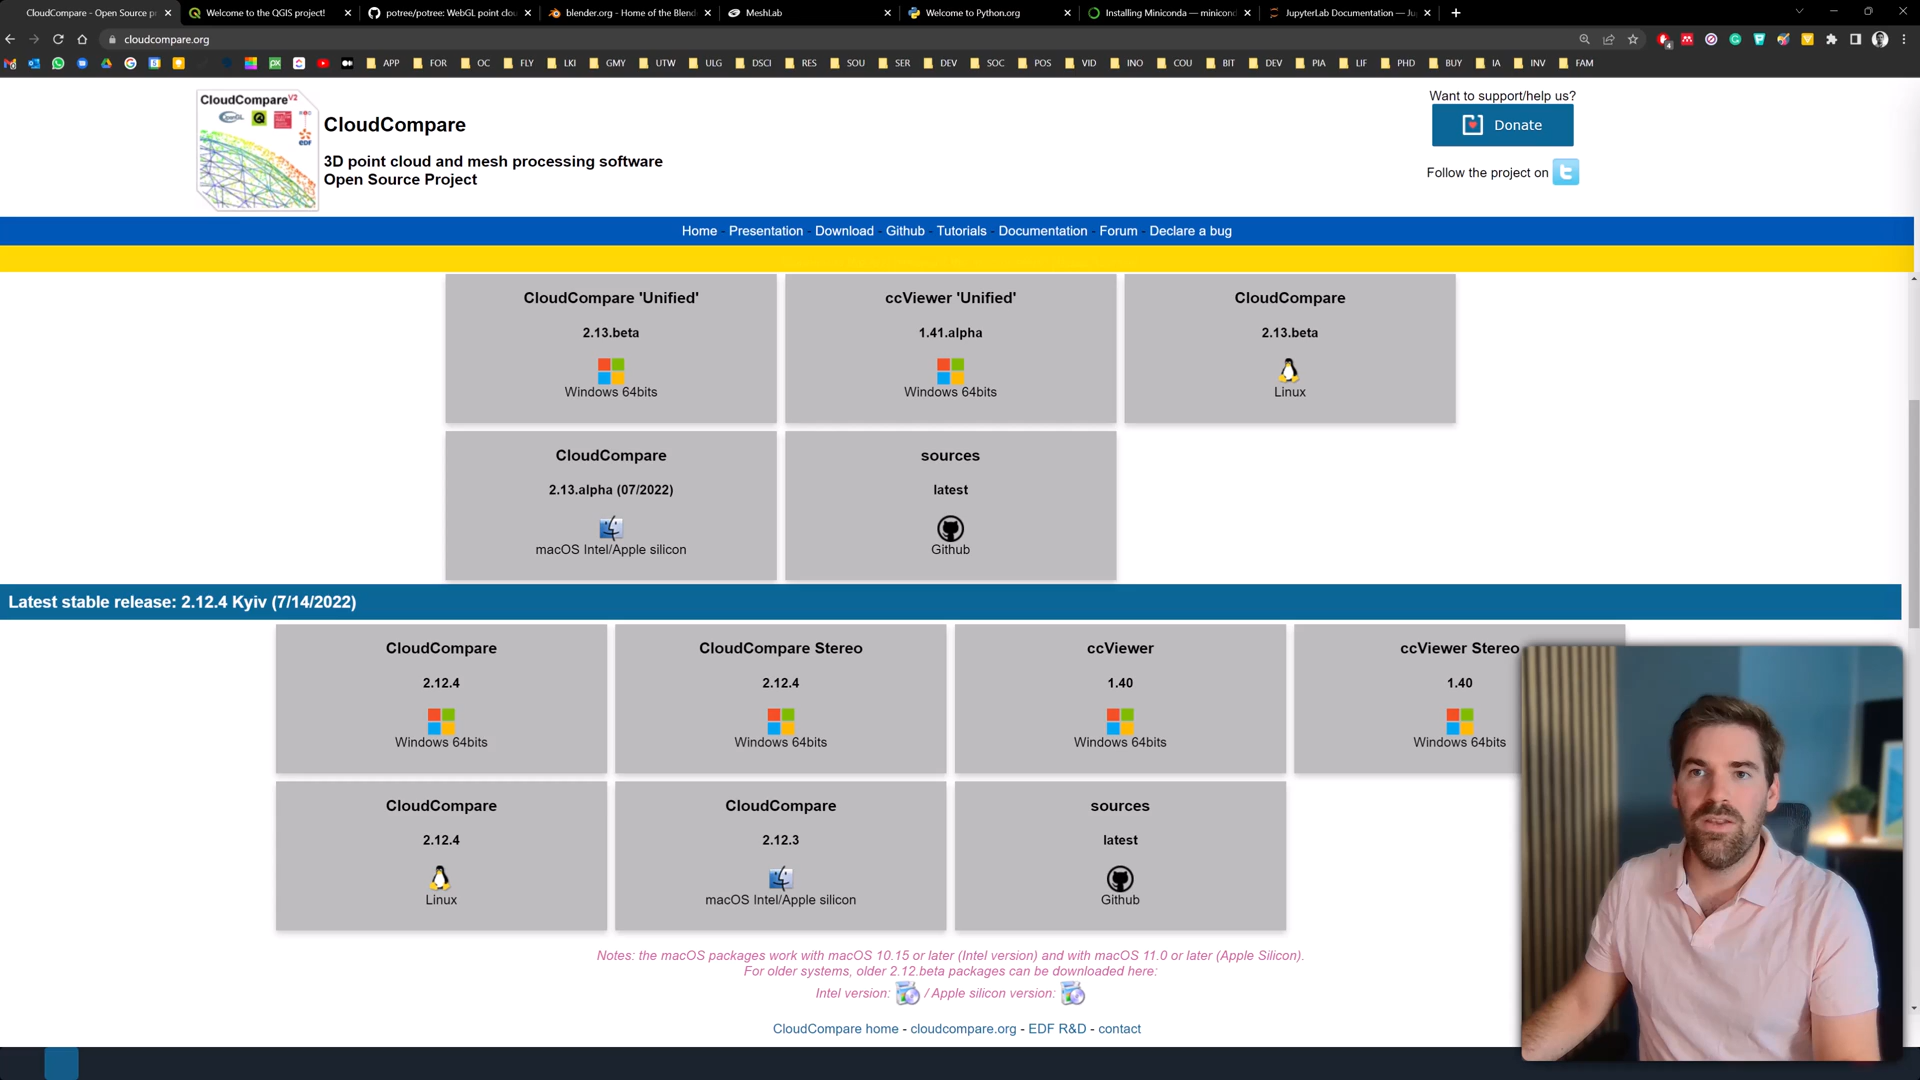 CloudCompare - Open Source pr
Welcome to the QGIS project!
potree/potree: WebGL point clou
blender.org - Home of the Blend
MeshLab
Welcome to Python.org
Installing Miniconda — minicond
JupyterLab Documentation — Ju
cloudcompare.org
APP
FOR
OC
FLY
LKI
GMY
UTW
ULG
DSCI
RES
SOU
SER
DEV
SOC
POS
VID
INO
COU
BIT
DEV
PIA
LIF
PHD
BUY
IA
INV
FAM
CloudCompare V2
OpenGL
EDF
CloudCompare
3D point cloud and mesh processing software
Open Source Project
Want to support/help us?
Donate
Follow the project on
Home - Presentation - Download - Github - Tutorials - Documentation - Forum - Declare a bug
CloudCompare 'Unified'
2.13.beta
Windows 64bits
ccViewer 'Unified'
1.41.alpha
Windows 64bits
CloudCompare
2.13.beta
Linux
CloudCompare
2.13.alpha (07/2022)
macOS Intel/Apple silicon
sources
latest
Github
Latest stable release: 2.12.4 Kyiv (7/14/2022)
CloudCompare
2.12.4
Windows 64bits
CloudCompare Stereo
2.12.4
Windows 64bits
ccViewer
1.40
Windows 64bits
ccViewer Stereo
1.40
Windows 64bits
CloudCompare
2.12.4
Linux
CloudCompare
2.12.3
macOS Intel/Apple silicon
sources
latest
Github
Notes: the macOS packages work with macOS 10.15 or later (Intel version) and with macOS 11.0 or later (Apple Silicon).
For older systems, older 2.12.beta packages can be downloaded here:
Intel version: / Apple silicon version:
CloudCompare home - cloudcompare.org - EDF R&D - contact